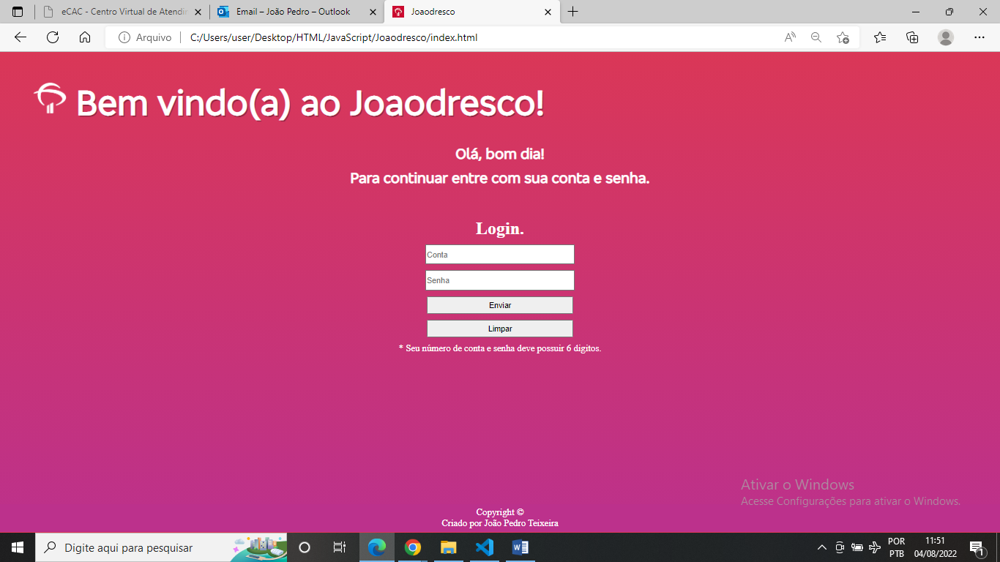 eCAC - Centro Virtual de Atendir
Email – João Pedro – Outlook
Joaodresco
Arquivo
C:/Users/user/Desktop/HTML/JavaScript/Joaodresco/index.html
Bem vindo(a) ao Joaodresco!
Olá, bom dia!
Para continuar entre com sua conta e senha.
Login.
Conta
Senha
Enviar
Limpar
* Seu número de conta e senha deve possuir 6 digitos.
Ativar o Windows
Acesse Configurações para ativar o Windows.
Copyright ©
Criado por João Pedro Teixeira
Digite aqui para pesquisar
POR
PTB
11:51
04/08/2022
1